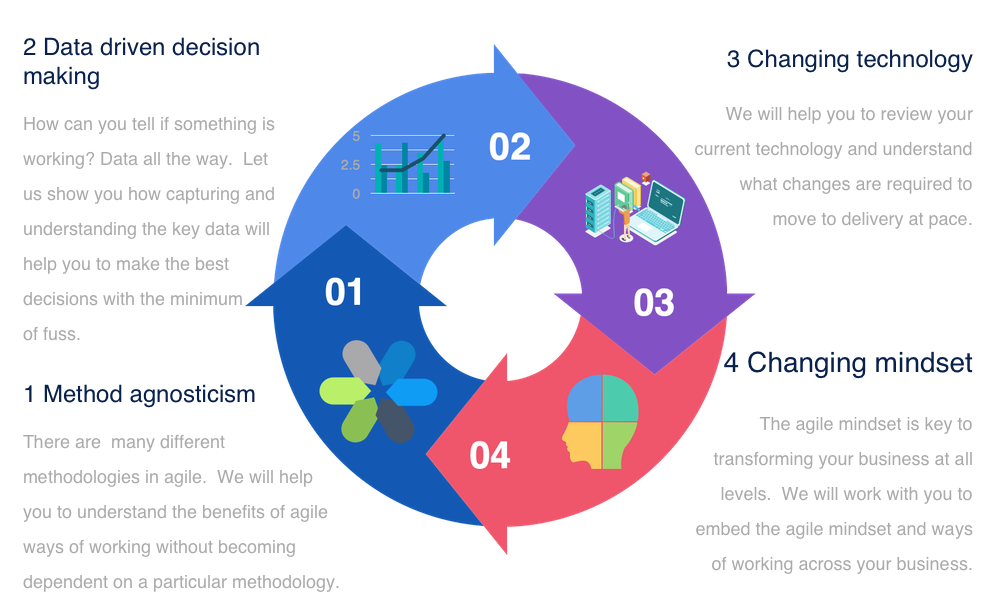 2 Data driven decision
making
How can you tell if something is
working? Data all the way.  Let
us show you how capturing and
understanding the key data will
help you to make the best
decisions with the minimum
of fuss.
1 Method agnosticism
There are  many different
methodologies in agile.  We will help
you to understand the benefits of agile
ways of working without becoming
dependent on a particular methodology.
5
2.5
0
02
01
03
04
3 Changing technology
We will help you to review your
current technology and understand
what changes are required to
move to delivery at pace.
4 Changing mindset
The agile mindset is key to
transforming your business at all
levels.  We will work with you to
embed the agile mindset and ways
of working across your business.